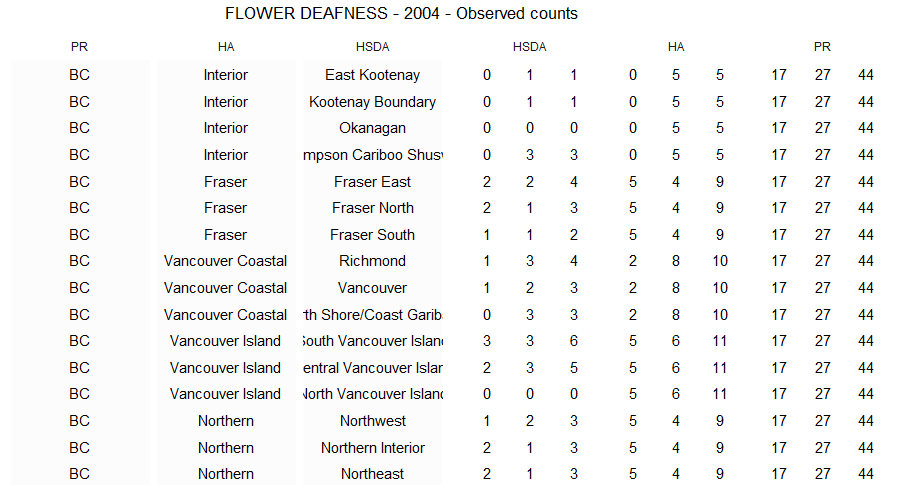 FLOWER DEAFNESS - 2004 - Observed counts
PR HA HSDA HSDA HA PR
BC Interior East Kootenay 0 1 1 0 5 5 17 27 44
BC Interior Kootenay Boundary 0 1 1 0 5 5 17 27 44
BC Interior Okanagan 0 0 0 0 5 5 17 27 44
BC Interior mpson Cariboo Shusw 0 3 3 0 5 5 17 27 44
BC Fraser Fraser East 2 2 4 5 4 9 17 27 44
BC Fraser Fraser North 2 1 3 5 4 9 17 27 44
BC Fraser Fraser South 1 1 2 5 4 9 17 27 44
BC Vancouver Coastal Richmond 1 3 4 2 8 10 17 27 44
BC Vancouver Coastal Vancouver 1 2 3 2 8 10 17 27 44
BC Vancouver Coastal rth Shore/Coast Gariba 0 3 3 2 8 10 17 27 44
BC Vancouver Island South Vancouver Island 3 3 6 5 6 11 17 27 44
BC Vancouver Island entral Vancouver Islan 2 3 5 5 6 11 17 27 44
BC Vancouver Island North Vancouver Island 0 0 0 5 6 11 17 27 44
BC Northern Northwest 1 2 3 5 4 9 17 27 44
BC Northern Northern Interior 2 1 3 5 4 9 17 27 44
BC Northern Northeast 2 1 3 5 4 9 17 27 44